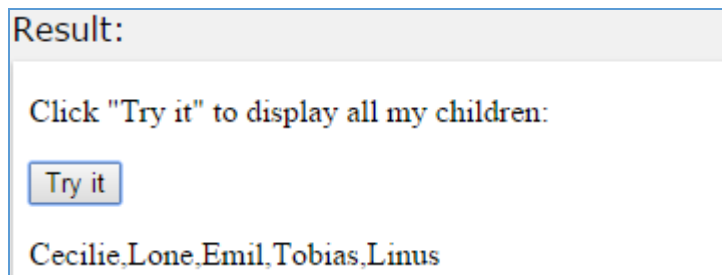 Result:
Click "Try it" to display all my children:
Try it
Cecilie,Lone,Emil,Tobias,Linus